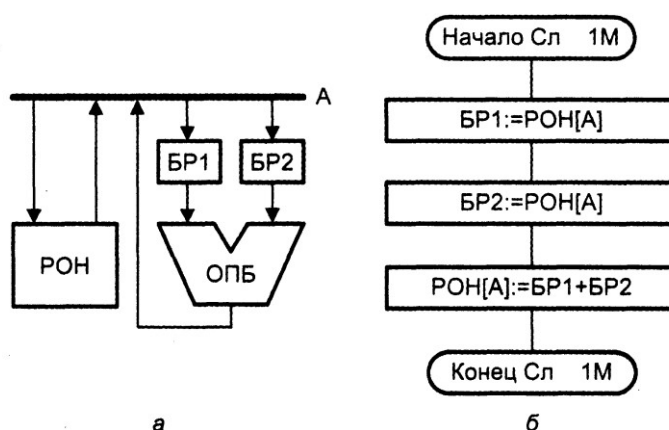 А
БР1 БР2
РОН
ОПБ
а
Начало Сл 1М
БР1:=РОН[А]
БР2:=РОН[А]
РОН[А]:=БР1+БР2
Конец Сл 1М
б